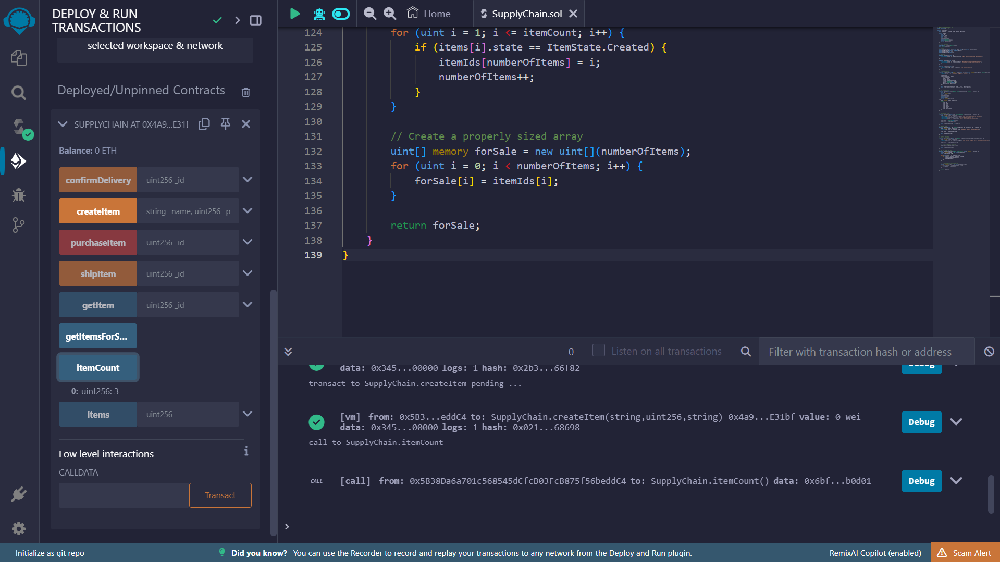 DEPLOY & RUN
TRANSACTIONS
selected workspace & network
Deployed/Unpinned Contracts
SUPPLYCHAIN AT 0X4A9...E31
Balance: 0 ETH
confirmDelivery uint256 _id
createItem string _name, uint256 _p
purchaseItem uint256 _id
shipItem uint256 _id
getItem uint256 _id
getItemsForS...
itemCount
0: uint256: 3
items uint256
Low level interactions
i
CALLDATA
Transact
Home
SupplyChain.sol
124 for (uint i = 1; i <= itemCount; i++) {
125 if (items[i].state == ItemState.Created) {
126 itemIds[numberOfItems] = i;
127 numberOfItems++;
128 }
129 }
130
131 // Create a properly sized array
132 uint[] memory forSale = new uint[](numberOfItems);
133 for (uint i = 0; i < numberOfItems; i++) {
134 forSale[i] = itemIds[i];
135 }
136
137 return forSale;
138 }
139 }
0 Listen on all transactions Filter with transaction hash or address
data: 0x345...00000 logs: 1 hash: 0x2b3...66f82
Debug
transact to SupplyChain.createItem pending ...
[vm] from: 0x5B3...eddC4 to: SupplyChain.createItem(string,uint256,string) 0x4a9...E31bf value: 0 wei
data: 0x345...00000 logs: 1 hash: 0x021...68698
Debug
call to SupplyChain.itemCount
CALL [call] from: 0x5B38Da6a701c568545dCfcB03FcB875f56beddC4 to: SupplyChain.itemCount() data: 0x6bf...b0d01
Debug
>
Initialize as git repo
Did you know? You can use the Recorder to record and replay your transactions to any network from the Deploy and Run plugin.
RemixAI Copilot (enabled)
Scam Alert